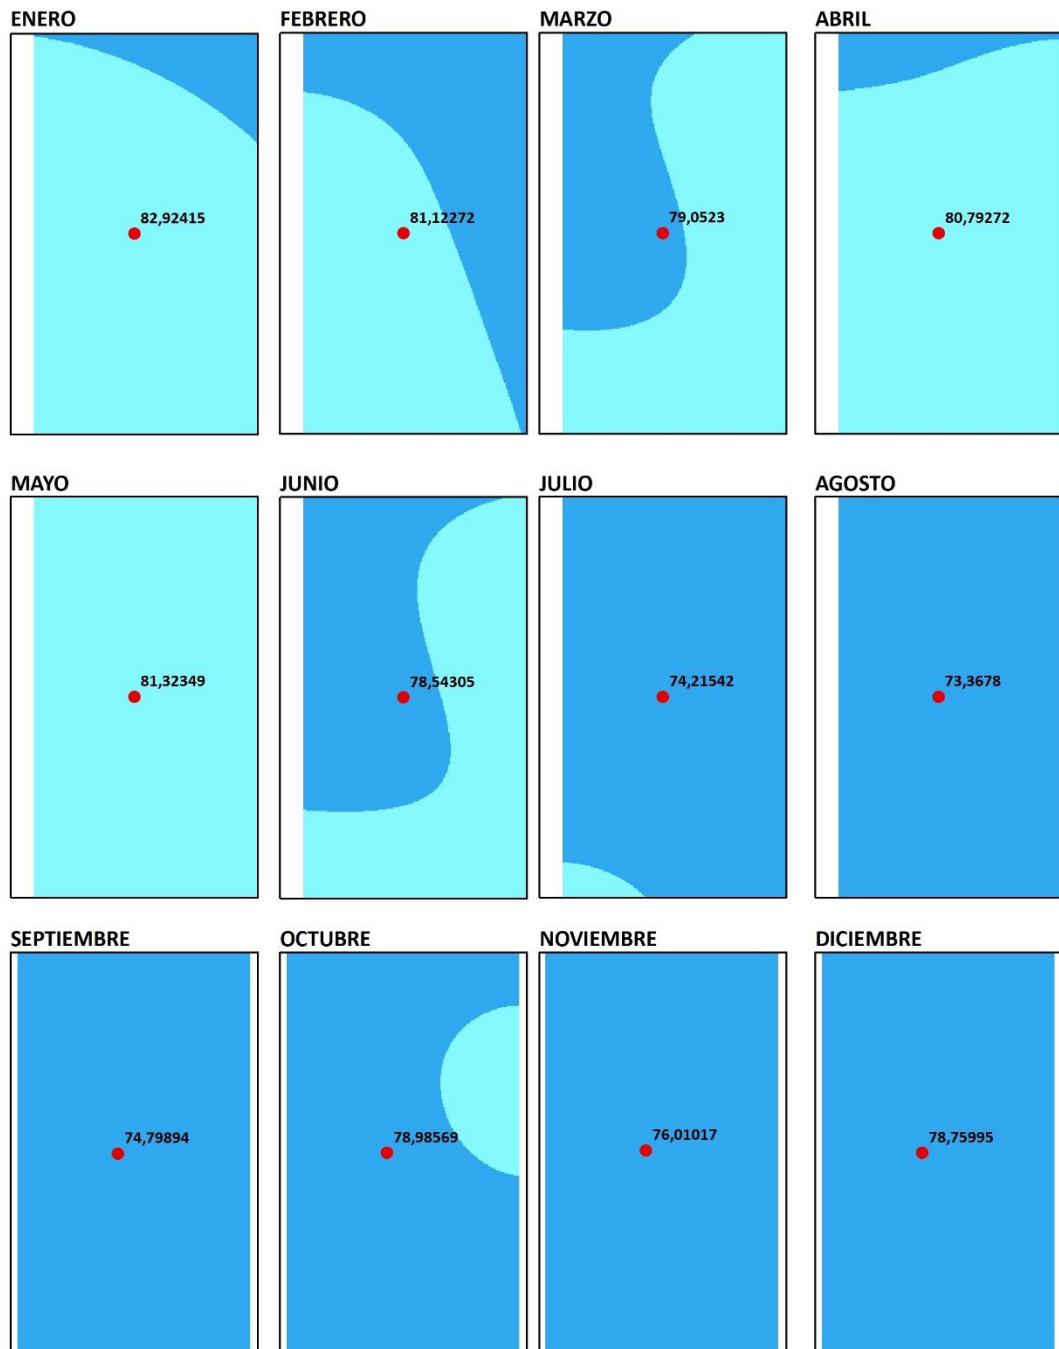 ENERO
FEBRERO
MARZO
ABRIL
82,92415
81,12272
79,0523
80,79272
MAYO
JUNIO
JULIO
AGOSTO
81,32349
78,54305
74,21542
73,3678
SEPTIEMBRE
OCTUBRE
NOVIEMBRE
DICIEMBRE
74,79894
78,98569
76,01017
78,75995